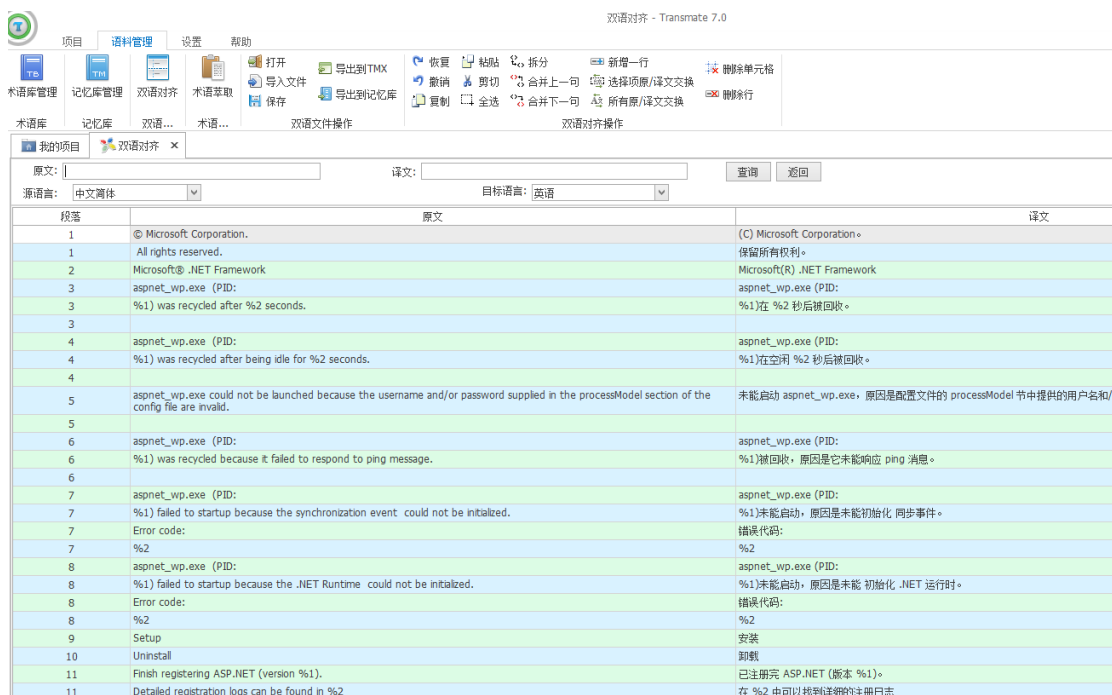 双语对齐 - Transmate 7.0
T
项目 语料管理 设置 帮助
TB TM
术语库管理 记忆库管理 双语对齐 术语萃取
打开 导出到TMX
导入文件 导出到记忆库
保存
恢复 粘贴 拆分 新增一行 删除单元格
撤销 剪切 合并上一句 选择项原/译文交换 删除行
复制 全选 合并下一句 所有原/译文交换
术语库 记忆库 双语... 术语... 双语文件操作 双语对齐操作
我的项目 双语对齐 ×
原文: 译文: 查询 返回
源语言: 中文简体 目标语言: 英语
段落 原文 译文
1 © Microsoft Corporation. (C) Microsoft Corporation。
1 All rights reserved. 保留所有权利。
2 Microsoft® .NET Framework Microsoft(R) .NET Framework
3 aspnet_wp.exe (PID: aspnet_wp.exe (PID:
3 %1) was recycled after %2 seconds. %1)在 %2 秒后被回收。
3
4 aspnet_wp.exe (PID: aspnet_wp.exe (PID:
4 %1) was recycled after being idle for %2 seconds. %1)在空闲 %2 秒后被回收。
4
5 aspnet_wp.exe could not be launched because the username and/or password supplied in the processModel section of the 未能启动 aspnet_wp.exe，原因是配置文件的 processModel 节中提供的用户名和/
config file are invalid.
5
6 aspnet_wp.exe (PID: aspnet_wp.exe (PID:
6 %1) was recycled because it failed to respond to ping message. %1)被回收，原因是它未能响应 ping 消息。
6
7 aspnet_wp.exe (PID: aspnet_wp.exe (PID:
7 %1) failed to startup because the synchronization event could not be initialized. %1)未能启动，原因是未能初始化 同步事件。
7 Error code: 错误代码:
7 %2 %2
8 aspnet_wp.exe (PID: aspnet_wp.exe (PID:
8 %1) failed to startup because the .NET Runtime could not be initialized. %1)未能启动，原因是未能 初始化 .NET 运行时。
8 Error code: 错误代码:
8 %2 %2
9 Setup 安装
10 Uninstall 卸载
11 Finish registering ASP.NET (version %1). 已注册完 ASP.NET (版本 %1)。
11 Detailed registration logs can be found in %2 在 %2 中可以找到详细的注册日志